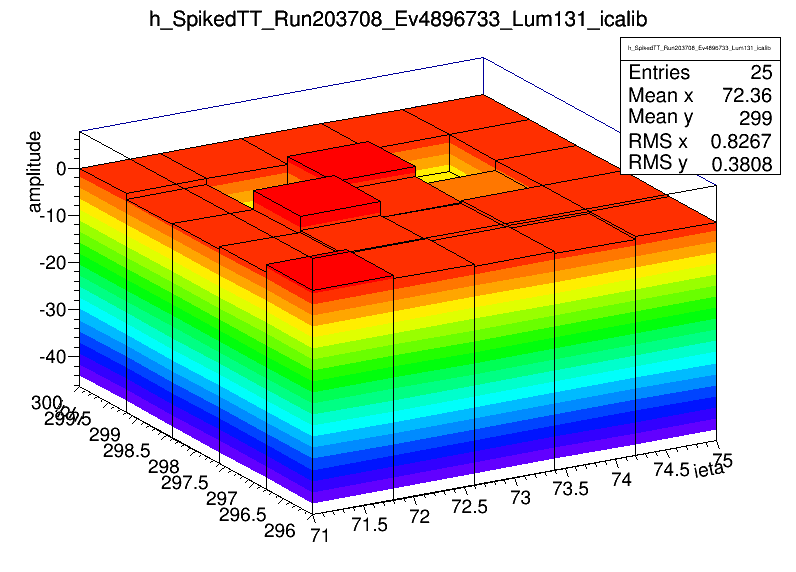 h_SpikedTT_Run203708_Ev4896733_Lum131_icalib
h_SpikedTT_Run203708_Ev4896733_Lum131_icalib
Entries 25
Mean x 72.36
Mean y 299
RMS x 0.8267
RMS y 0.3808
amplitude
0
-10
-20
-30
-40
300
299.5
299
298.5
298
297.5
297
296.5
296
71
71.5
72
72.5
73
73.5
74
74.5
75
ieta